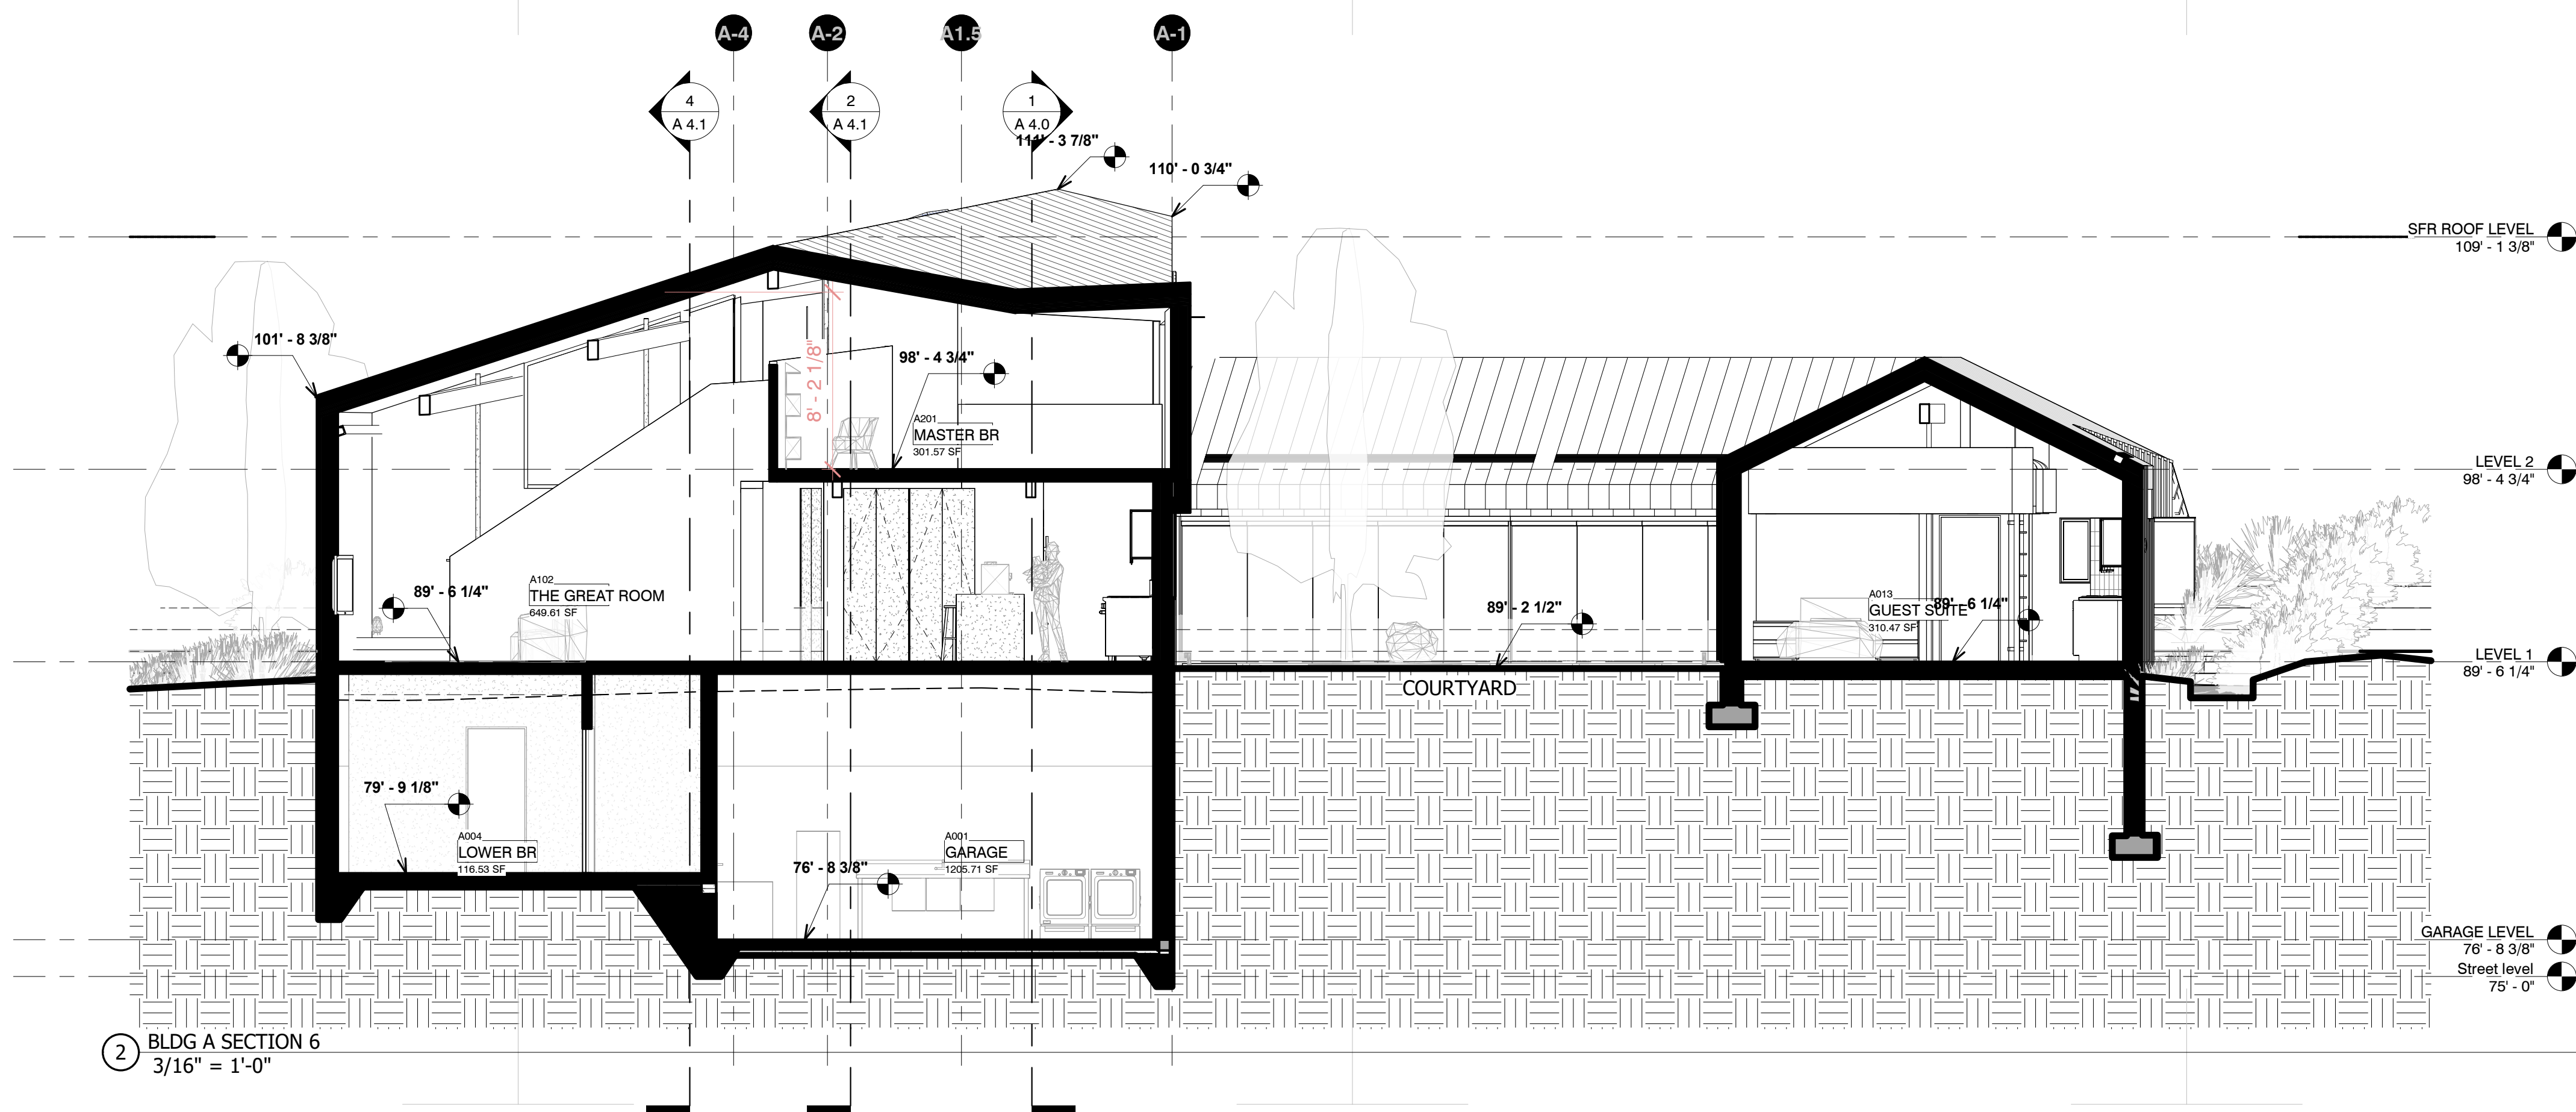 A-4 A-2 A1.5 A-1
4
A 4.1
2
A 4.1
1
A 4.0
111' - 3 7/8"
110' - 0 3/4"
SFR ROOF LEVEL
109' - 1 3/8"
101' - 8 3/8"
8' - 2 1/8"
98' - 4 3/4"
A201
MASTER BR
301.57 SF
LEVEL 2
98' - 4 3/4"
89' - 6 1/4"
A102
THE GREAT ROOM
649.61 SF
89' - 2 1/2"
A013
GUEST SUITE
310.47 SF
89' - 6 1/4"
LEVEL 1
89' - 6 1/4"
COURTYARD
79' - 9 1/8"
A004
LOWER BR
116.53 SF
76' - 8 3/8"
A001
GARAGE
1205.71 SF
GARAGE LEVEL
76' - 8 3/8"
Street level
75' - 0"
2
BLDG A SECTION 6
3/16" = 1'-0"